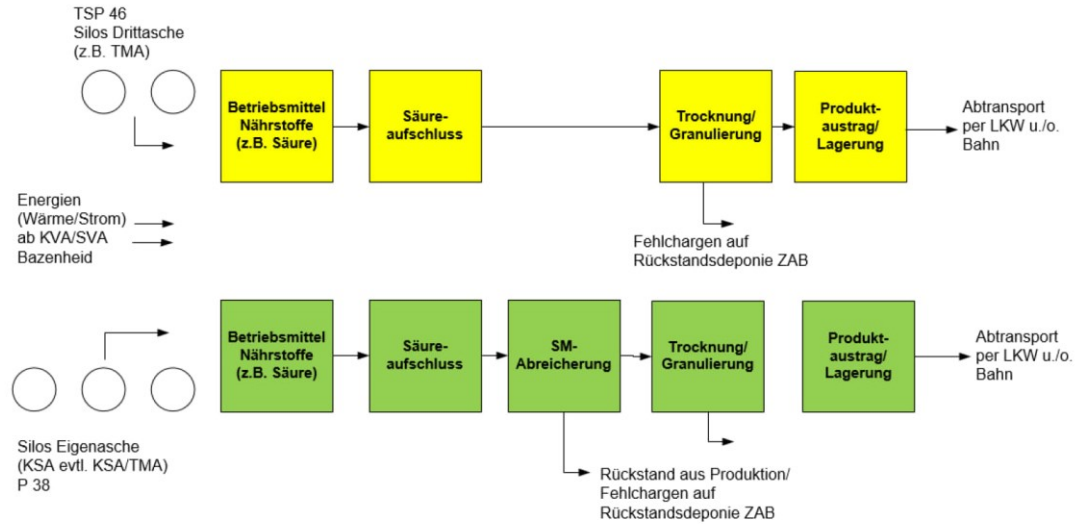 TSP 46
Silos Drittasche
(z.B. TMA)
Betriebsmittel
Nährstoffe
(z.B. Säure)
Säure-
aufschluss
Trocknung/
Granulierung
Produkt-
austrag/
Lagerung
Abtransport
per LKW u./o.
Bahn
Energien
(Wärme/Strom)
ab KVA/SVA
Bazenheid
Fehlchargen auf
Rückstandsdeponie ZAB
Betriebsmittel
Nährstoffe
(z.B. Säure)
Säure-
aufschluss
SM-
Abreicherung
Trocknung/
Granulierung
Produkt-
austrag/
Lagerung
Abtransport
per LKW u./o.
Bahn
Silos Eigenasche
(KSA evtl. KSA/TMA)
P 38
Rückstand aus Produktion/
Fehlchargen auf
Rückstandsdeponie ZAB